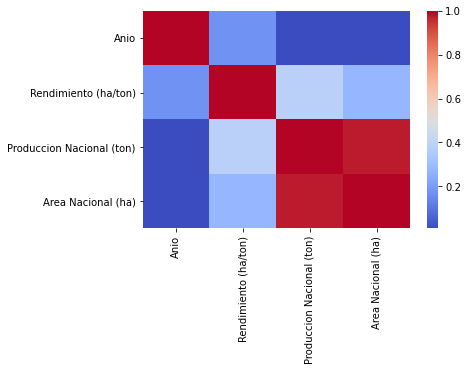 Anio
Rendimiento (ha/ton)
Produccion Nacional (ton)
Area Nacional (ha)
Anio
Rendimiento (ha/ton)
Produccion Nacional (ton)
Area Nacional (ha)
1.0
0.8
0.6
0.4
0.2